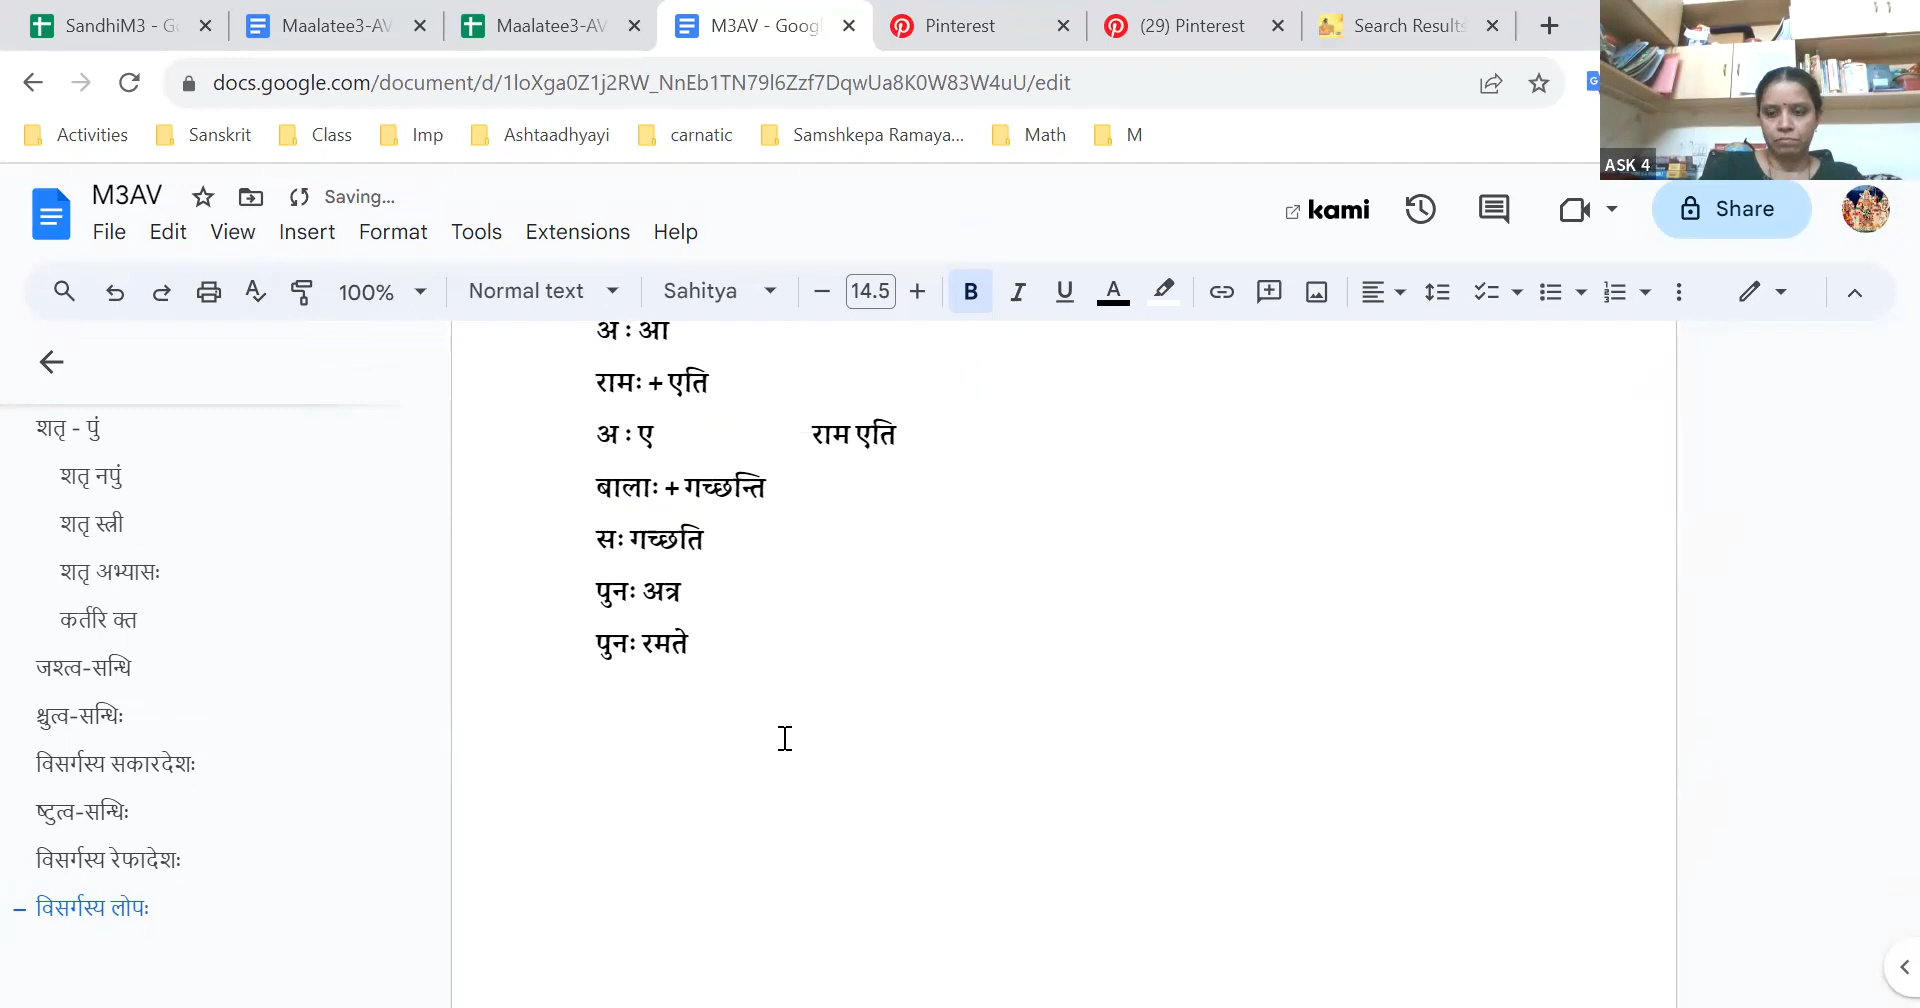 SandhiM3 - G
Maalatee3-AV
Maalatee3-AV
M3AV - Goog
Pinterest
(29) Pinterest
Search Results
docs.google.com/document/d/1loXga0Z1j2RW_NnEb1TN79l6Zzf7DqwUa8K0W83W4uU/edit
Activities
Sanskrit
Class
Imp
Ashtaadhyayi
carnatic
Samshkepa Ramaya...
Math
M
ASK 4
M3AV
Saving...
kami
Share
File Edit View Insert Format Tools Extensions Help
100%
Normal text
Sahitya
14.5
अ : आ
रामः + एति
अ : ए राम एति
बालाः + गच्छन्ति
सः गच्छति
पुनः अत्र
पुनः रमते
शतृ - पुं
शतृ नपुं
शतृ स्त्री
शतृ अभ्यासः
कर्तरि क्त
जश्त्व-सन्धि
श्चुत्व-सन्धिः
विसर्गस्य सकारदेशः
ष्टुत्व-सन्धिः
विसर्गस्य रेफादेशः
विसर्गस्य लोपः